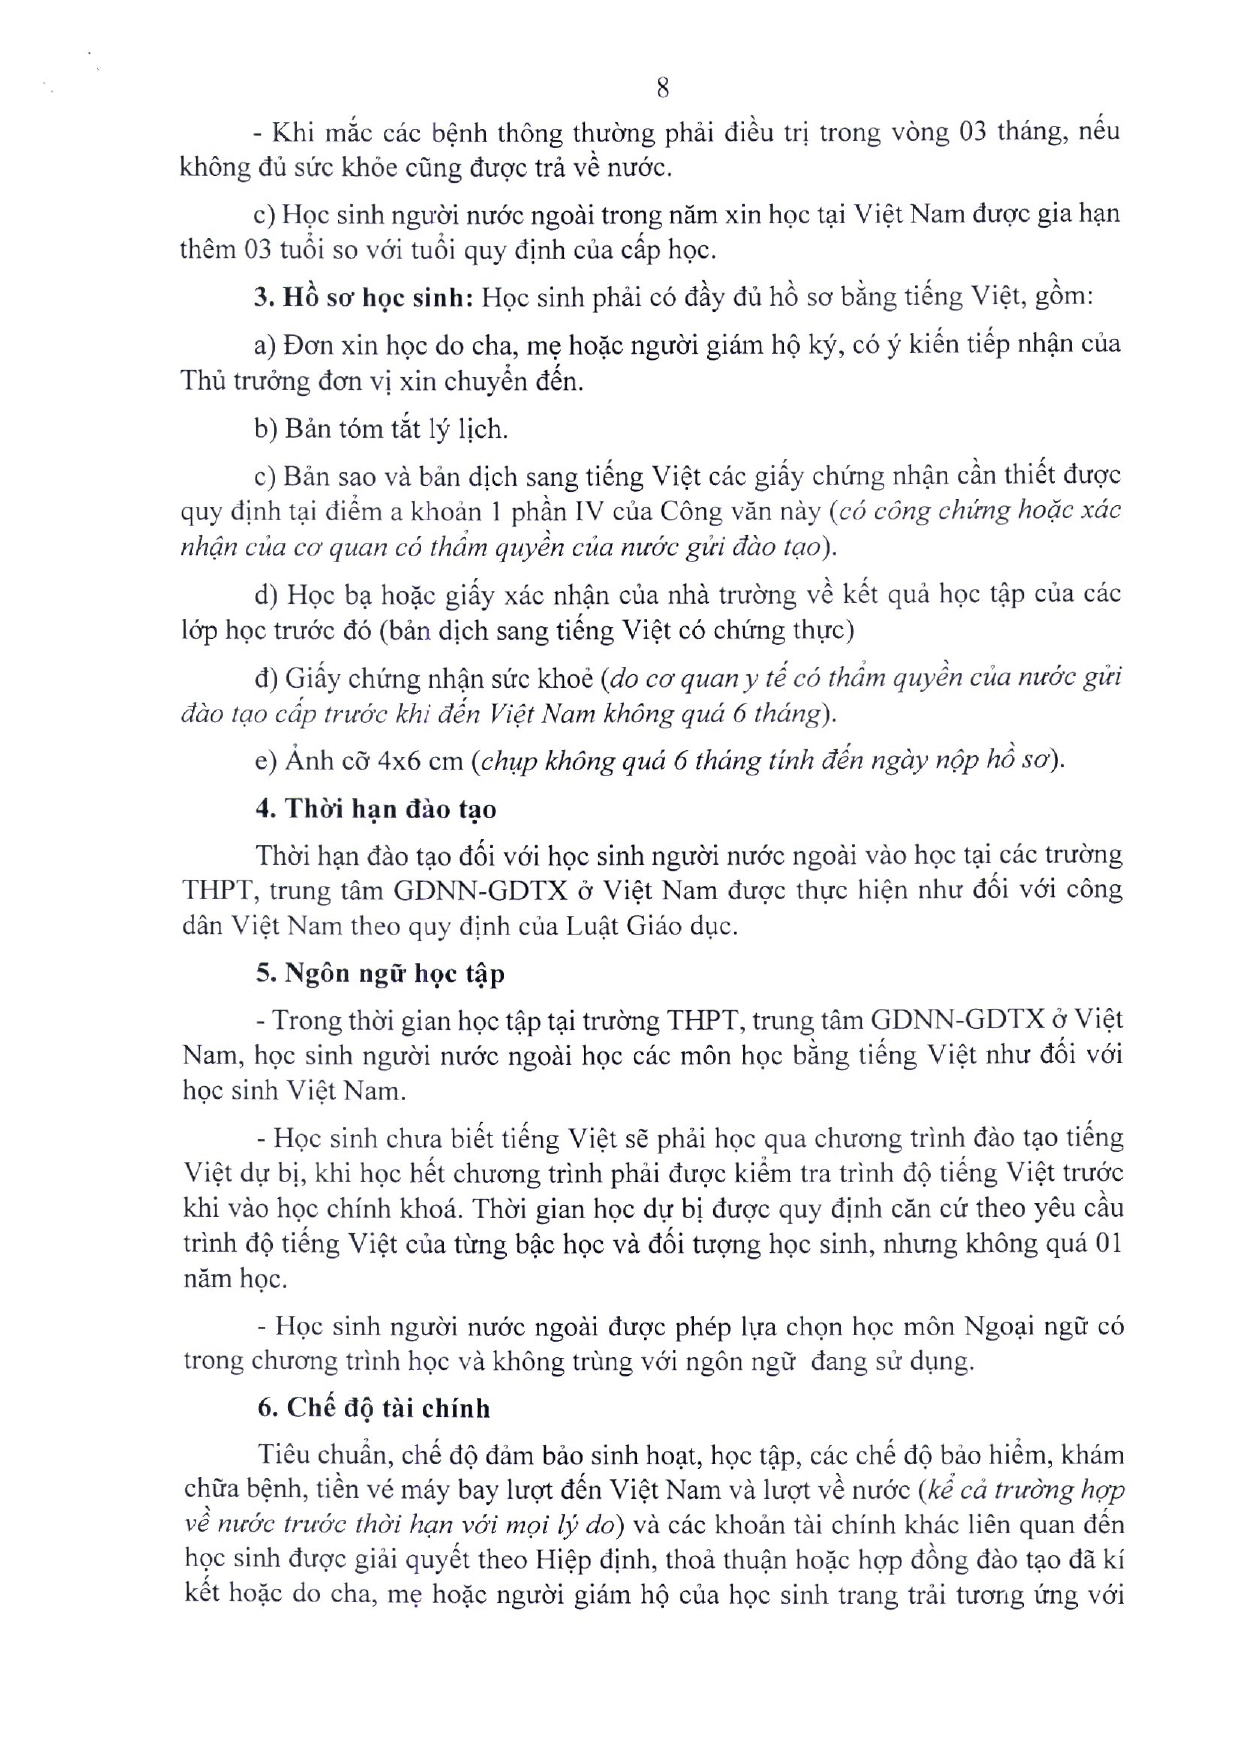 8
- Khi mắc các bệnh thông thường phải điều trị trong vòng 03 tháng, nếu
không đủ sức khỏe cũng được trả về nước.
c) Học sinh người nước ngoài trong năm xin học tại Việt Nam được gia hạn
thêm 03 tuổi so với tuổi quy định của cấp học.
3. Hồ sơ học sinh: Học sinh phải có đầy đủ hồ sơ bằng tiếng Việt, gồm:
a) Đơn xin học do cha, mẹ hoặc người giám hộ ký, có ý kiến tiếp nhận của
Thủ trưởng đơn vị xin chuyển đến.
b) Bản tóm tắt lý lịch.
c) Bản sao và bản dịch sang tiếng Việt các giấy chứng nhận cần thiết được
quy định tại điểm a khoản 1 phần IV của Công văn này (có công chứng hoặc xác
nhận của cơ quan có thẩm quyền của nước gửi đào tạo).
d) Học bạ hoặc giấy xác nhận của nhà trường về kết quả học tập của các
lớp học trước đó (bản dịch sang tiếng Việt có chứng thực)
đ) Giấy chứng nhận sức khoẻ (do cơ quan y tế có thẩm quyền của nước gửi
đào tạo cấp trước khi đến Việt Nam không quá 6 tháng).
e) Ảnh cỡ 4x6 cm (chụp không quá 6 tháng tính đến ngày nộp hồ sơ).
4. Thời hạn đào tạo
Thời hạn đào tạo đối với học sinh người nước ngoài vào học tại các trường
THPT, trung tâm GDNN-GDTX ở Việt Nam được thực hiện như đối với công
dân Việt Nam theo quy định của Luật Giáo dục.
5. Ngôn ngữ học tập
- Trong thời gian học tập tại trường THPT, trung tâm GDNN-GDTX ở Việt
Nam, học sinh người nước ngoài học các môn học bằng tiếng Việt như đối với
học sinh Việt Nam.
- Học sinh chưa biết tiếng Việt sẽ phải học qua chương trình đào tạo tiếng
Việt dự bị, khi học hết chương trình phải được kiểm tra trình độ tiếng Việt trước
khi vào học chính khoá. Thời gian học dự bị được quy định căn cứ theo yêu cầu
trình độ tiếng Việt của từng bậc học và đối tượng học sinh, nhưng không quá 01
năm học.
- Học sinh người nước ngoài được phép lựa chọn học môn Ngoại ngữ có
trong chương trình học và không trùng với ngôn ngữ đang sử dụng.
6. Chế độ tài chính
Tiêu chuẩn, chế độ đảm bảo sinh hoạt, học tập, các chế độ bảo hiểm, khám
chữa bệnh, tiền vé máy bay lượt đến Việt Nam và lượt về nước (kể cả trường hợp
về nước trước thời hạn với mọi lý do) và các khoản tài chính khác liên quan đến
học sinh được giải quyết theo Hiệp định, thoả thuận hoặc hợp đồng đào tạo đã kí
kết hoặc do cha, mẹ hoặc người giám hộ của học sinh trang trải tương ứng với